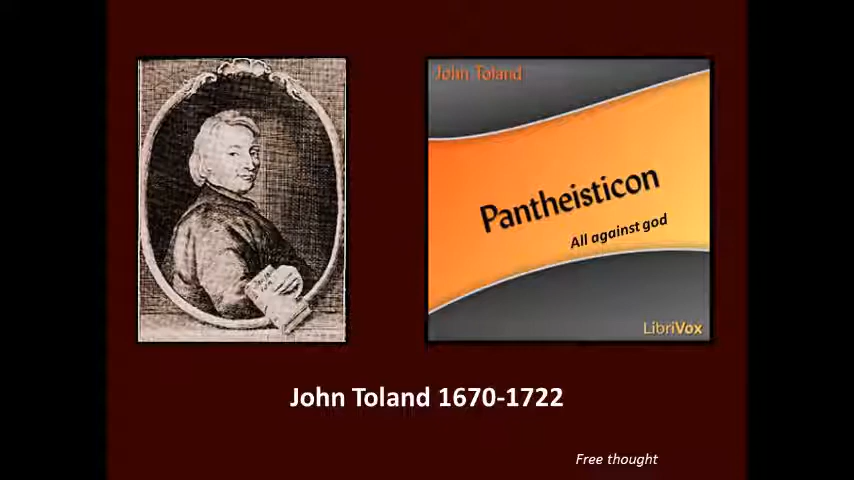 John Toland
Pantheisticon
All against god
LibriVox
John Toland 1670-1722
Free thought